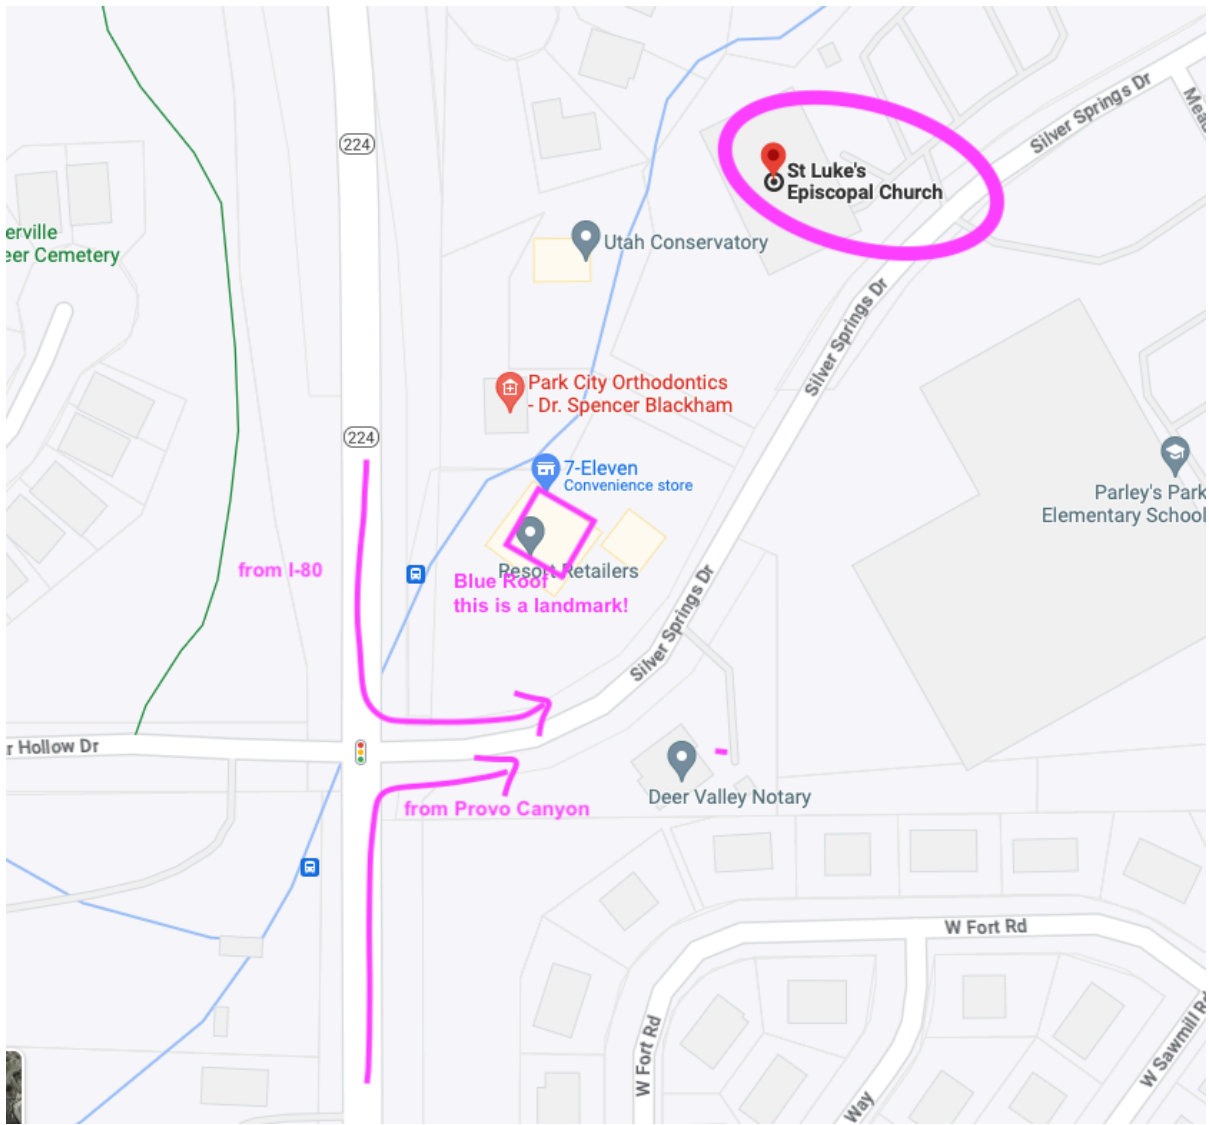 224
Silver Springs Dr
St Luke's
Episcopal Church
Utah Conservatory
erville
eer Cemetery
Silver Springs Dr
Park City Orthodontics
- Dr. Spencer Blackham
224
7-Eleven
Convenience store
Parley's Park
Elementary School
from I-80
Resort Retailers
Blue Roof
this is a landmark!
Silver Springs Dr
r Hollow Dr
Deer Valley Notary
from Provo Canyon
W Fort Rd
W Fort Rd
W Sawmill Rd
Way